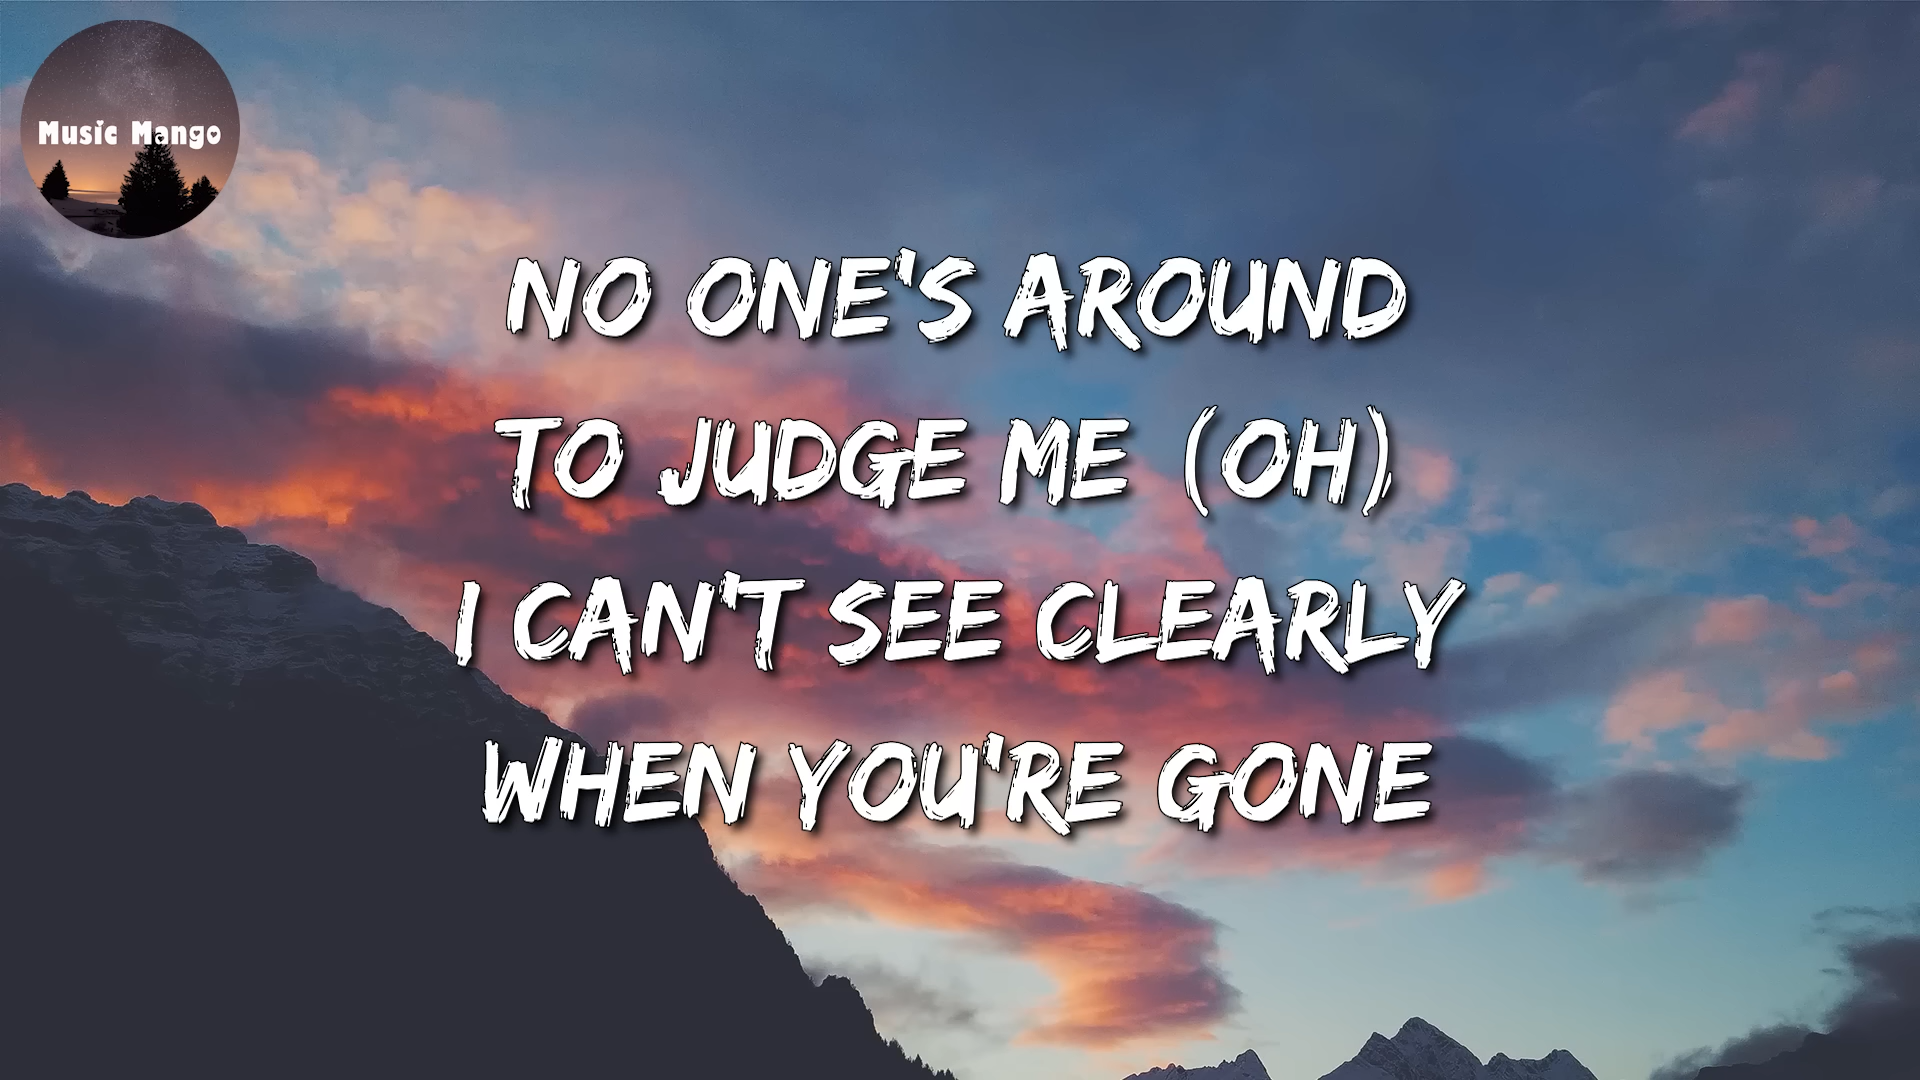 Music Mango
NO ONE'S AROUND
TO JUDGE ME (OH)
I CAN'T SEE CLEARLY
WHEN YOU'RE GONE